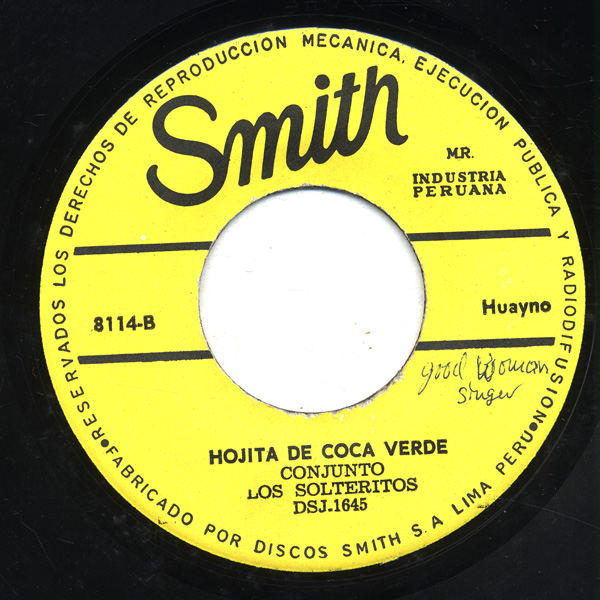 RESERVADOS LOS DERECHOS DE REPRODUCCION MECANICA, EJECUCION PUBLICA Y RADIODIFUSION
Smith
MR.
INDUSTRIA
PERUANA
8114-B
Huayno
good Woman
singer
HOJITA DE COCA VERDE
CONJUNTO
LOS SOLTERITOS
DSJ-1645
FABRICADO POR DISCOS SMITH S.A LIMA PERU